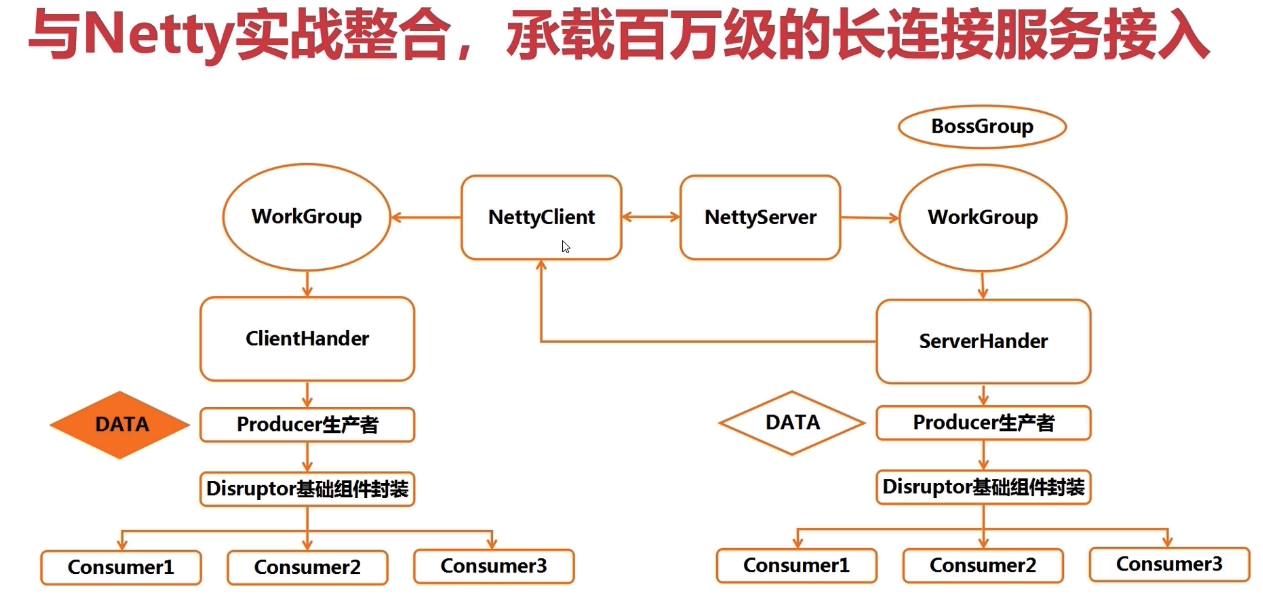 与Netty实战整合，承载百万级的长连接服务接入
BossGroup
WorkGroup
NettyClient
NettyServer
WorkGroup
ClientHander
ServerHander
DATA
Producer生产者
DATA
Producer生产者
Disruptor基础组件封装
Disruptor基础组件封装
Consumer1
Consumer2
Consumer3
Consumer1
Consumer2
Consumer3